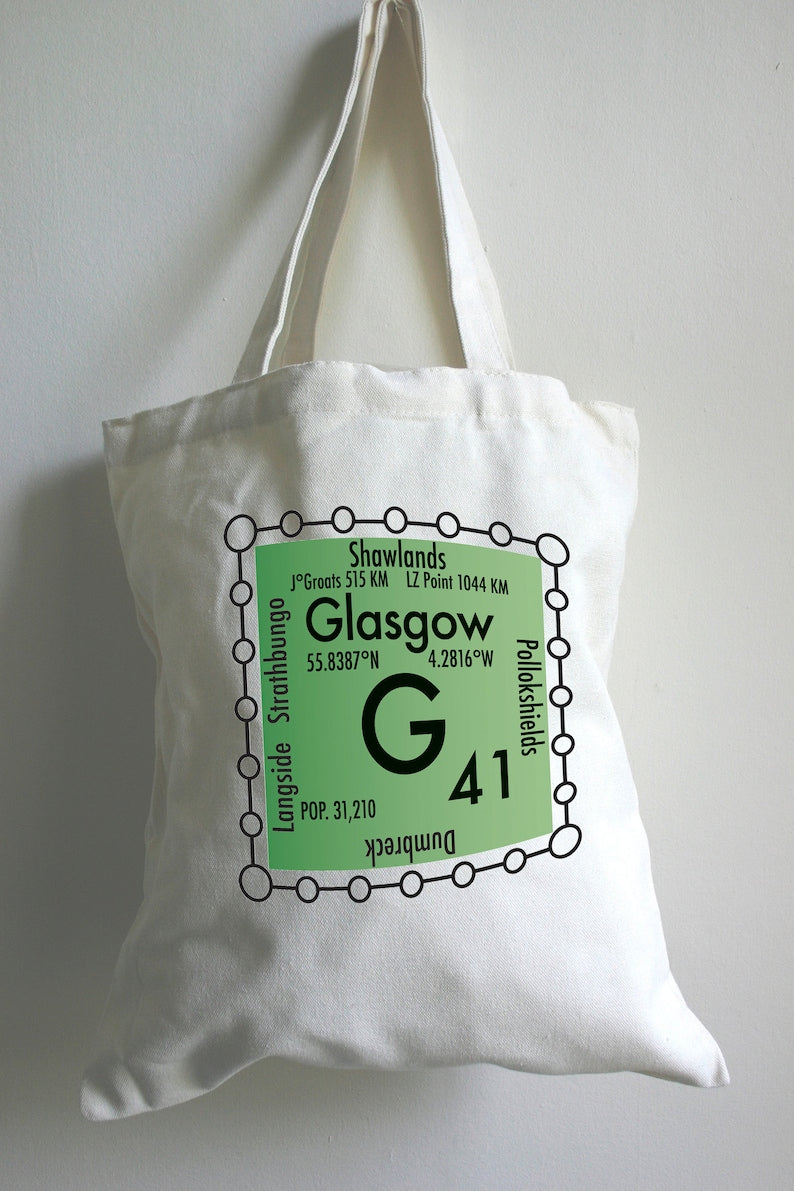 Shawlands
J°Groats 515 KM LZ Point 1044 KM
Glasgow
55.8387°N 4.2816°W
G
41
POP. 31,210
Langside Strathbungo
Pollokshields
Dumbreck